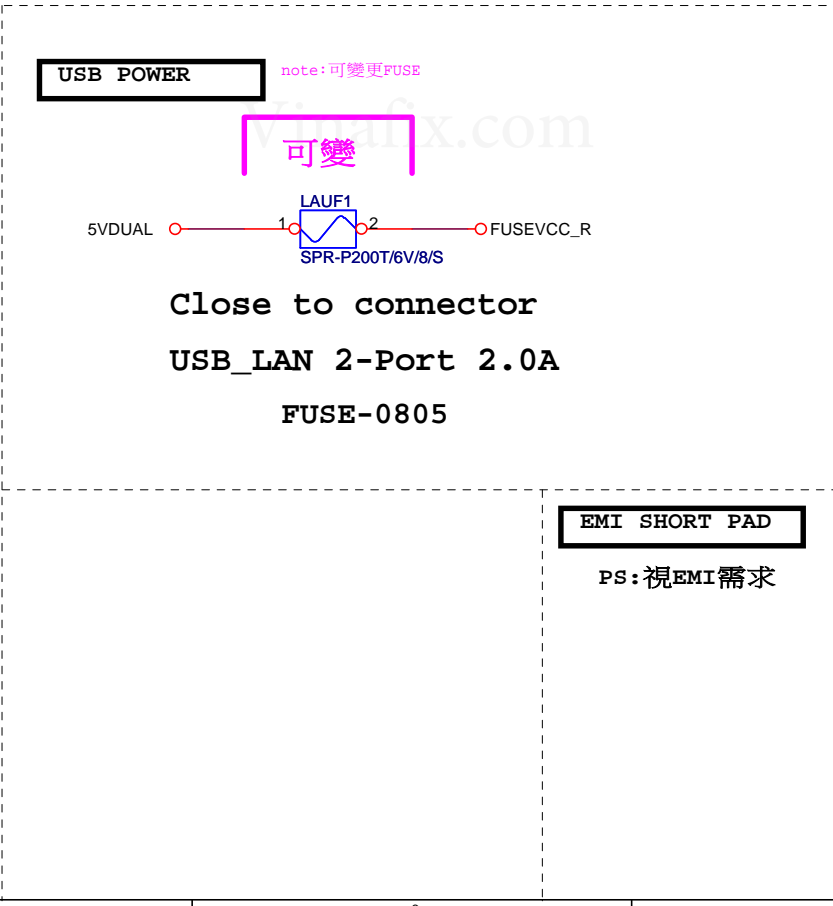 USB POWER
note:可變更FUSE
Vinafix.com
可變
LAUF1
5VDUAL 1 2 FUSEVCC_R
SPR-P200T/6V/8/S
Close to connector
USB_LAN 2-Port 2.0A
FUSE-0805
EMI SHORT PAD
PS:視EMI需求